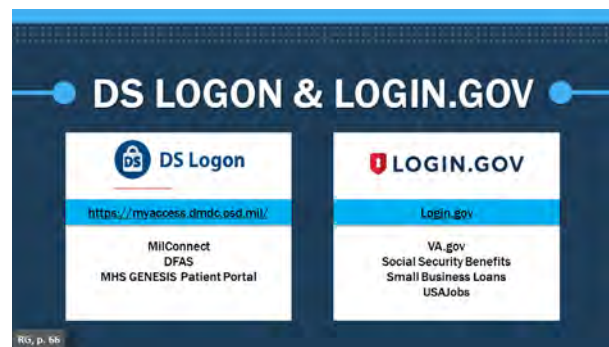 DS LOGON & LOGIN.GOV
DS DS Logon
https://myaccess.dmdc.osd.mil/
MilConnect
DFAS
MHS GENESIS Patient Portal
LOGIN.GOV
Login.gov
VA.gov
Social Security Benefits
Small Business Loans
USAJobs
RG, p. 66